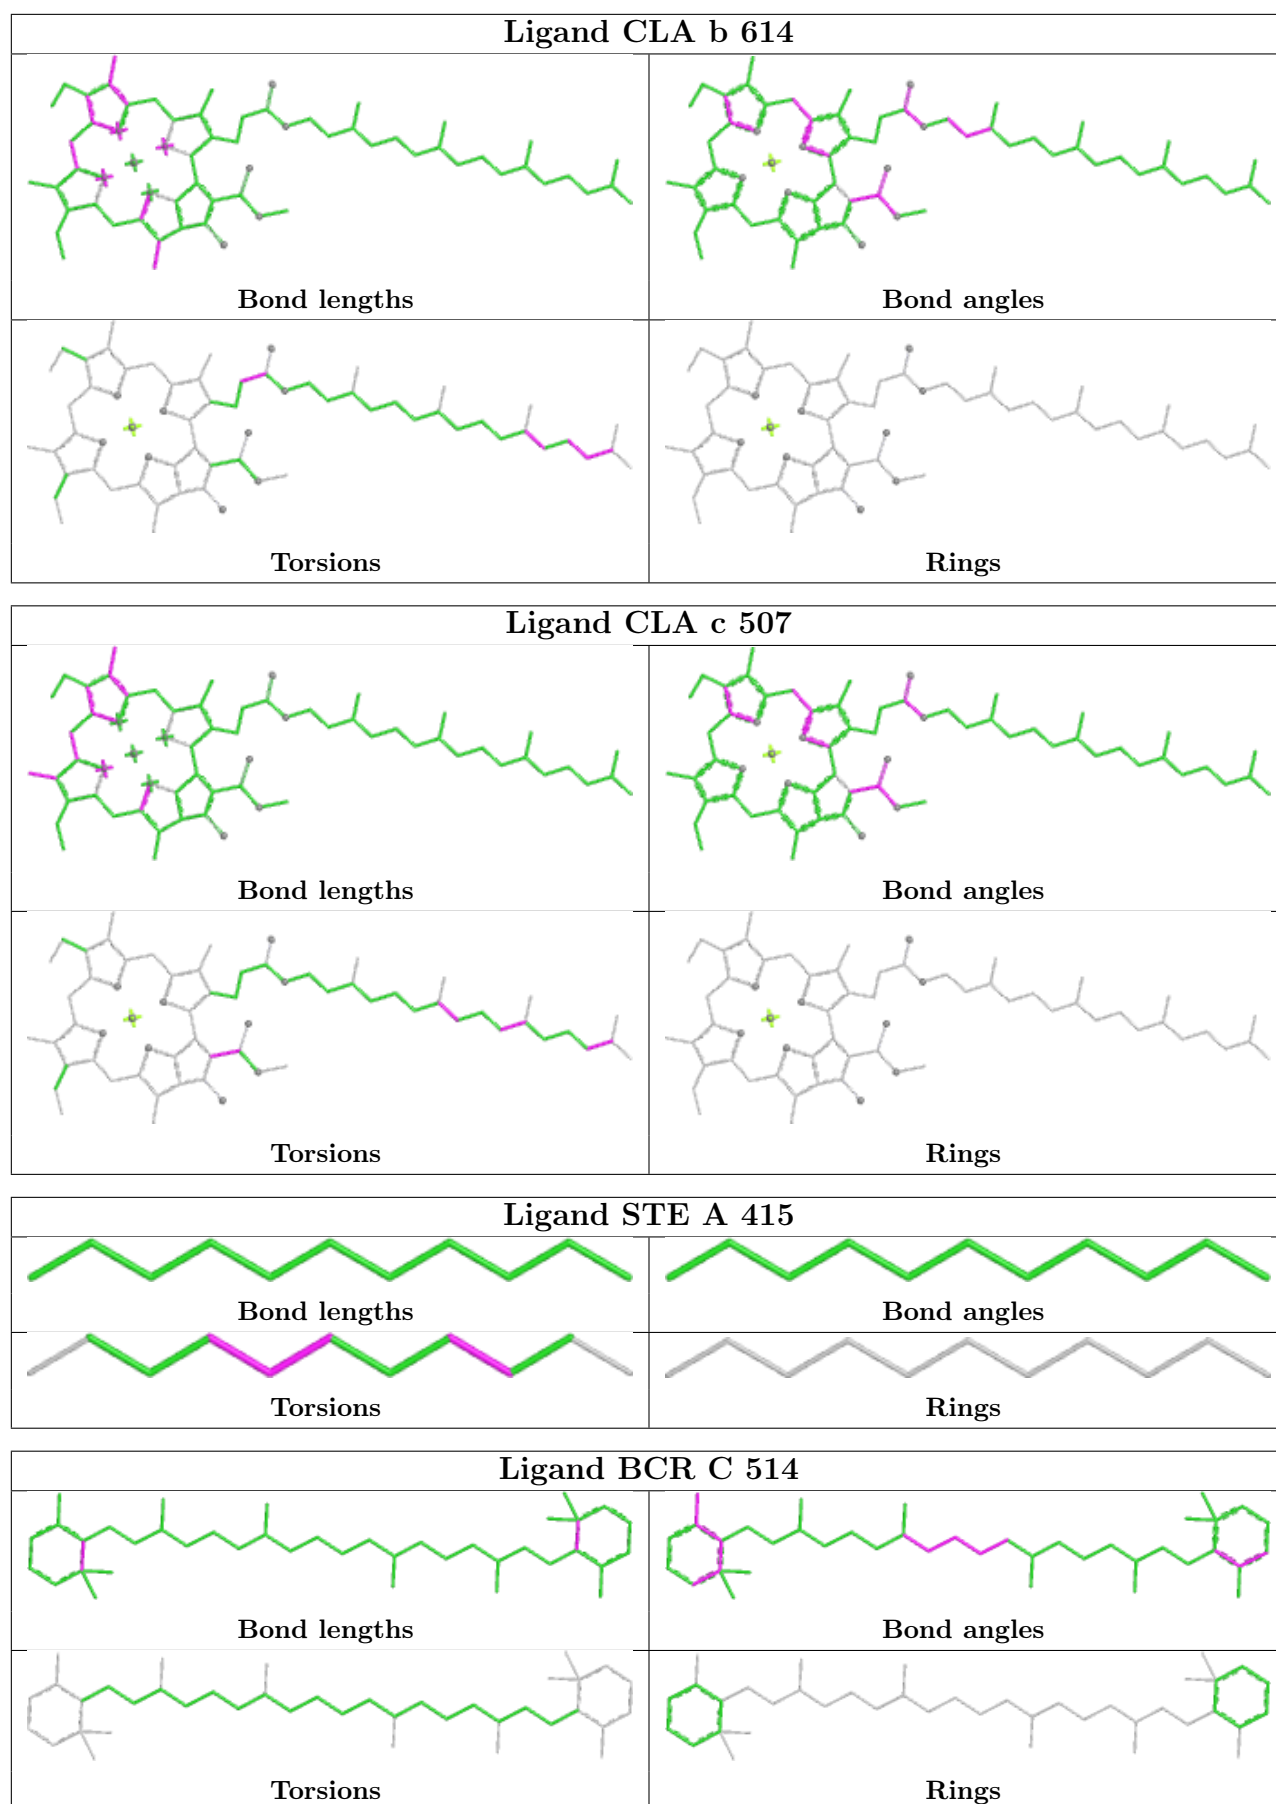 Ligand CLA b 614
Bond lengths
Bond angles
Torsions
Rings
Ligand CLA c 507
Bond lengths
Bond angles
Torsions
Rings
Ligand STE A 415
Bond lengths
Bond angles
Torsions
Rings
Ligand BCR C 514
Bond lengths
Bond angles
Torsions
Rings